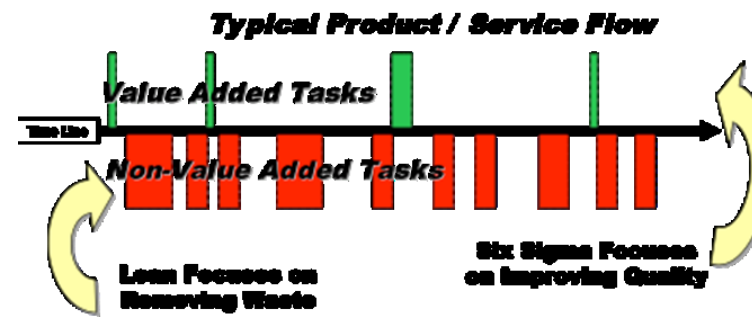 Typical Product / Service Flow
Value Added Tasks
Time Line
Non-Value Added Tasks
Lean Focuses on
Removing Waste
Six Sigma Focuses
on Improving Quality